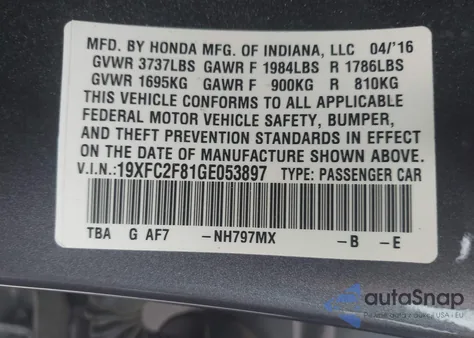 MFD. BY HONDA MFG. OF INDIANA, LLC 04/'16
GVWR 3737LBS GAWR F 1984LBS R 1786LBS
GVWR 1695KG GAWR F 900KG R 810KG
THIS VEHICLE CONFORMS TO ALL APPLICABLE
FEDERAL MOTOR VEHICLE SAFETY, BUMPER,
AND THEFT PREVENTION STANDARDS IN EFFECT
ON THE DATE OF MANUFACTURE SHOWN ABOVE.
V.I.N.:19XFC2F81GE053897 TYPE: PASSENGER CAR
TBA G AF7 -NH797MX -B -E
autoSnap